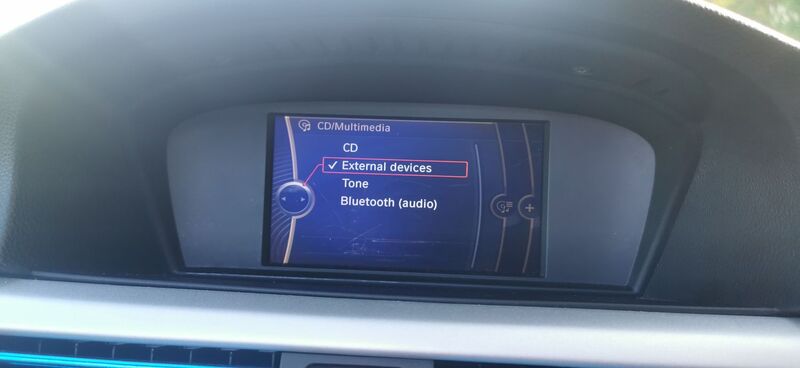 CD/Multimedia
CD
✓ External devices
Tone
Bluetooth (audio)